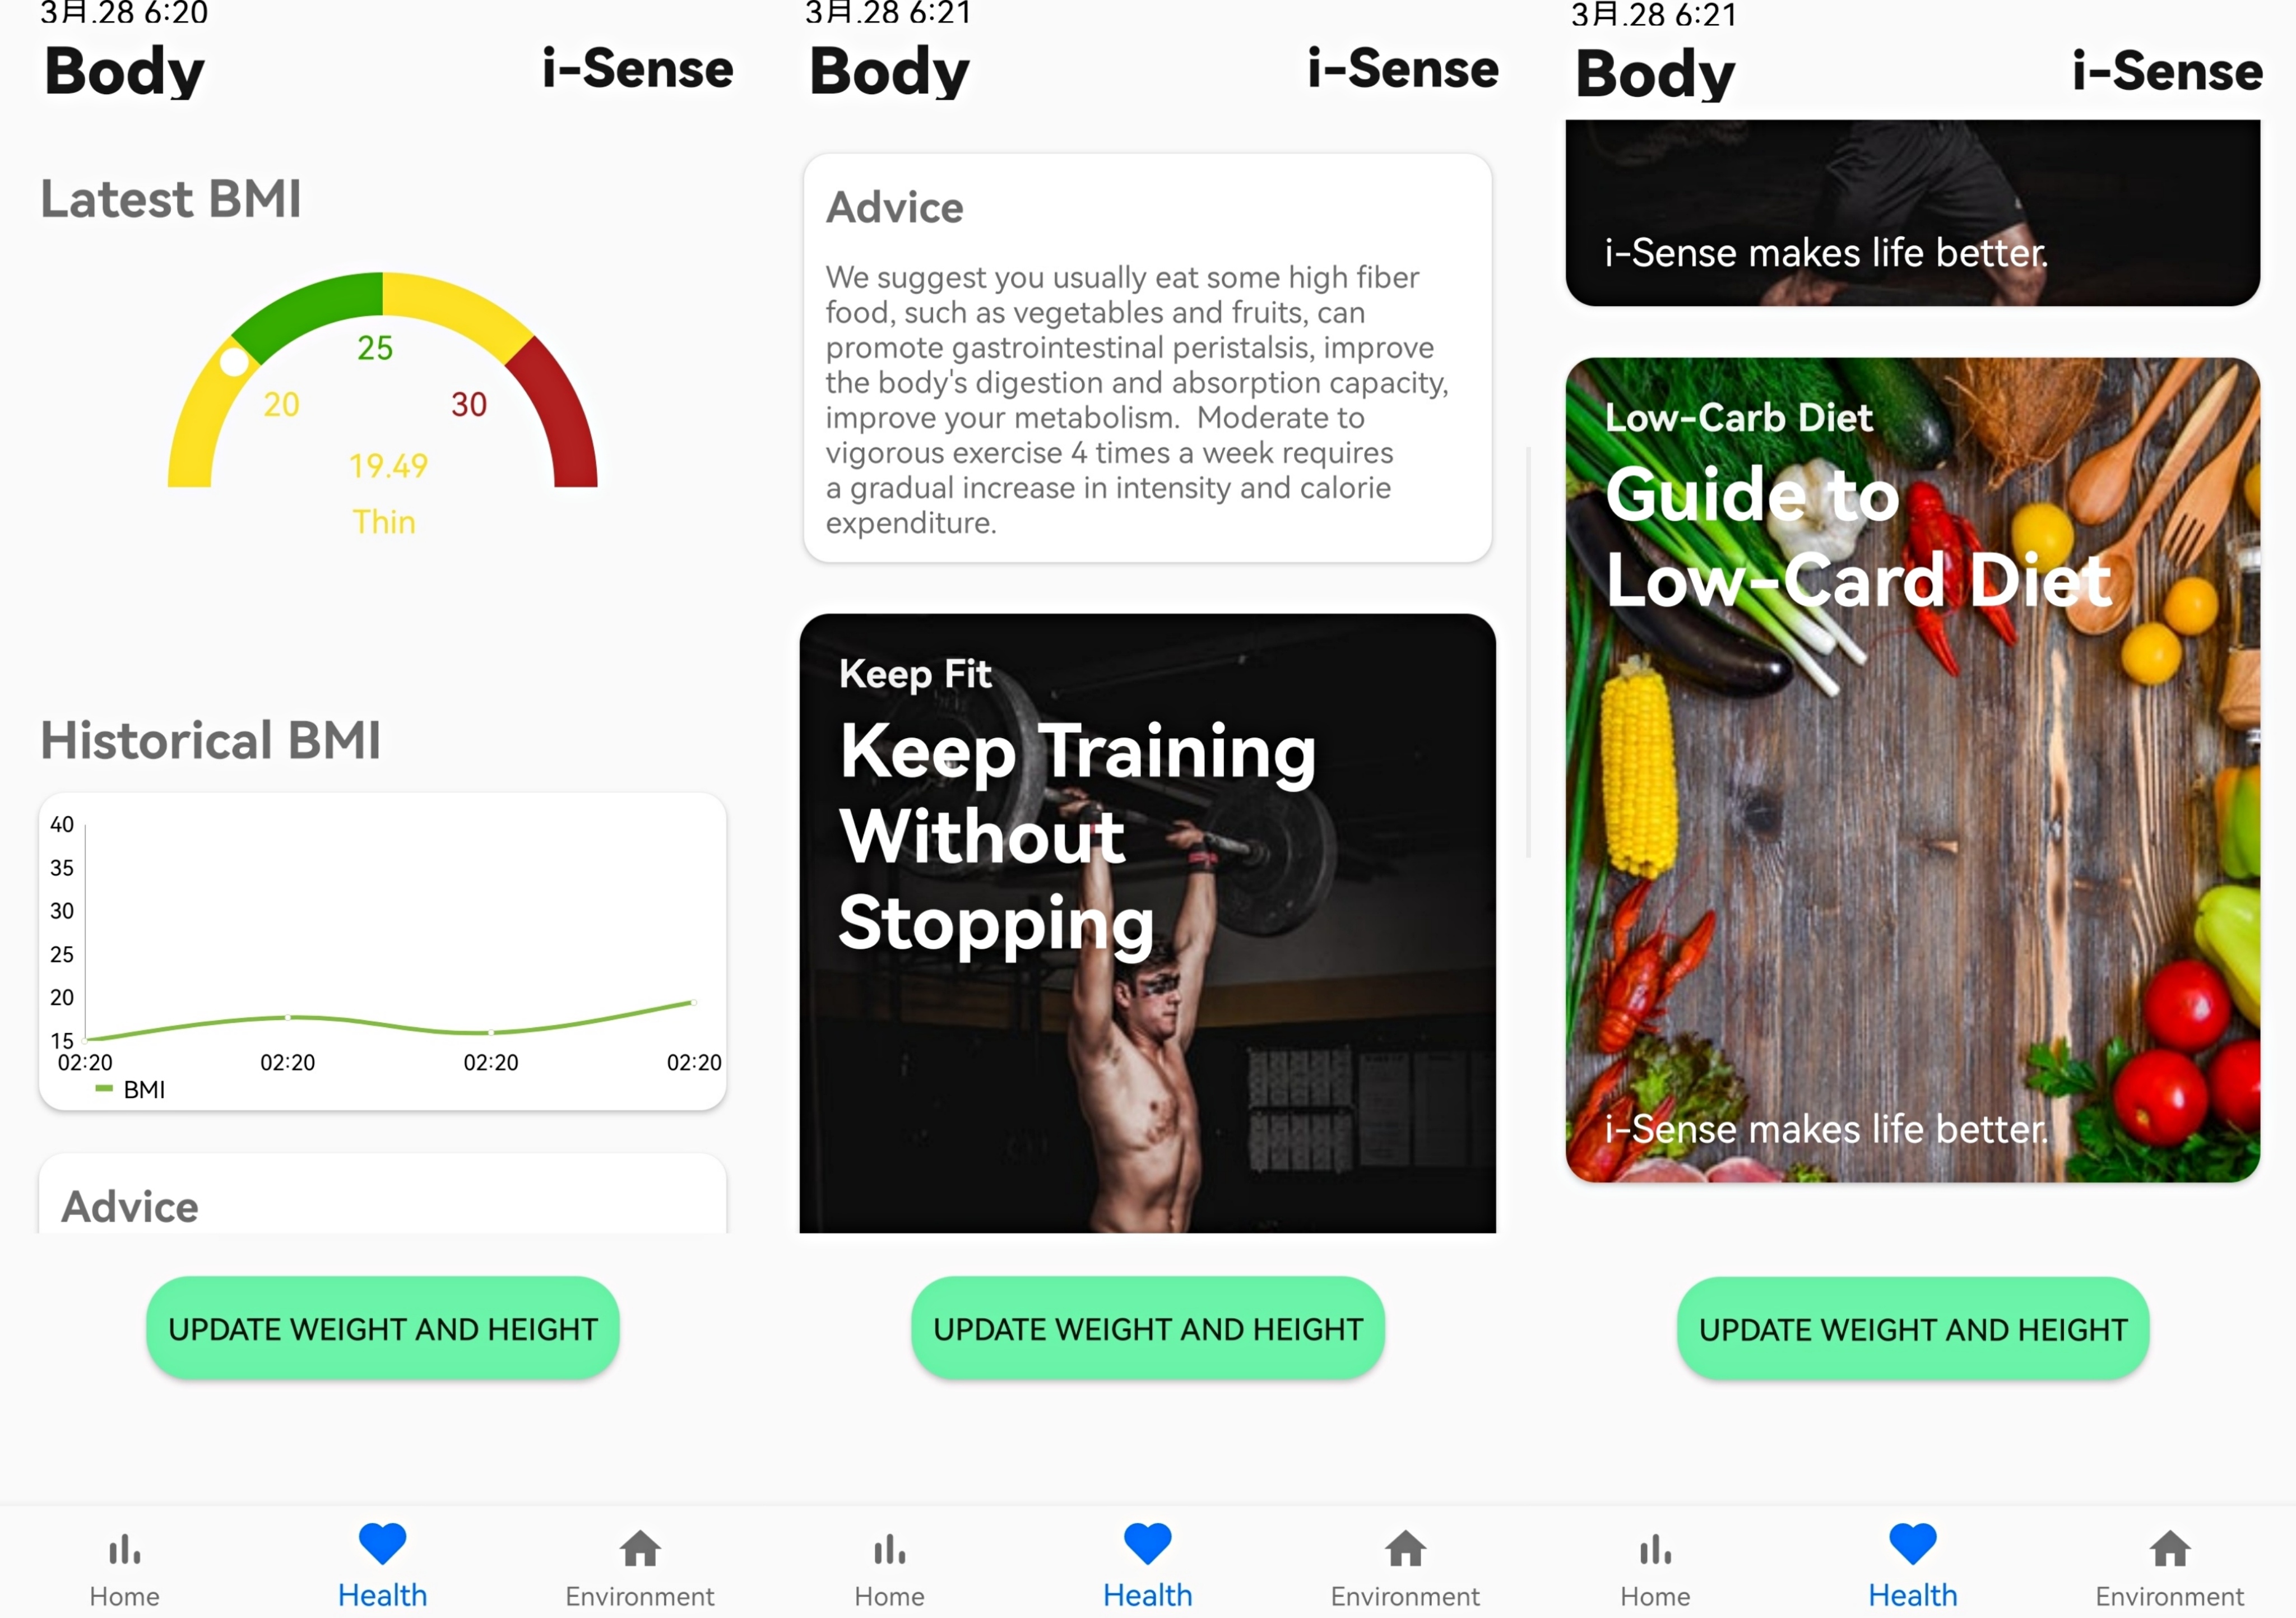 3月.28 6:20
Body
i-Sense
Latest BMI
25
20
30
19.49
Thin
Historical BMI
40
35
30
25
20
15
02:20 02:20 02:20 02:20
BMI
Advice
UPDATE WEIGHT AND HEIGHT
Home Health Environment
3月.28 6:21
Body
i-Sense
Advice
We suggest you usually eat some high fiber
food, such as vegetables and fruits, can
promote gastrointestinal peristalsis, improve
the body's digestion and absorption capacity,
improve your metabolism.  Moderate to
vigorous exercise 4 times a week requires
a gradual increase in intensity and calorie
expenditure.
Keep Fit
Keep Training
Without
Stopping
UPDATE WEIGHT AND HEIGHT
Home Health Environment
3月.28 6:21
Body
i-Sense
i-Sense makes life better.
Low-Carb Diet
Guide to
Low-Card Diet
i-Sense makes life better.
UPDATE WEIGHT AND HEIGHT
Home Health Environment